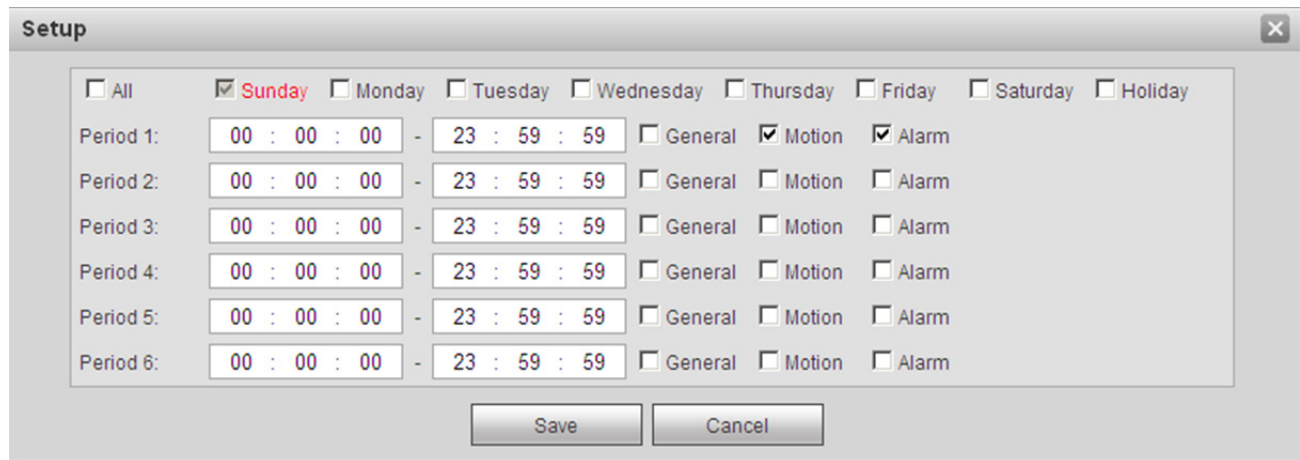 Setup
All Sunday Monday Tuesday Wednesday Thursday Friday Saturday Holiday
Period 1: 00 : 00 : 00 - 23 : 59 : 59 General Motion Alarm
Period 2: 00 : 00 : 00 - 23 : 59 : 59 General Motion Alarm
Period 3: 00 : 00 : 00 - 23 : 59 : 59 General Motion Alarm
Period 4: 00 : 00 : 00 - 23 : 59 : 59 General Motion Alarm
Period 5: 00 : 00 : 00 - 23 : 59 : 59 General Motion Alarm
Period 6: 00 : 00 : 00 - 23 : 59 : 59 General Motion Alarm
Save Cancel